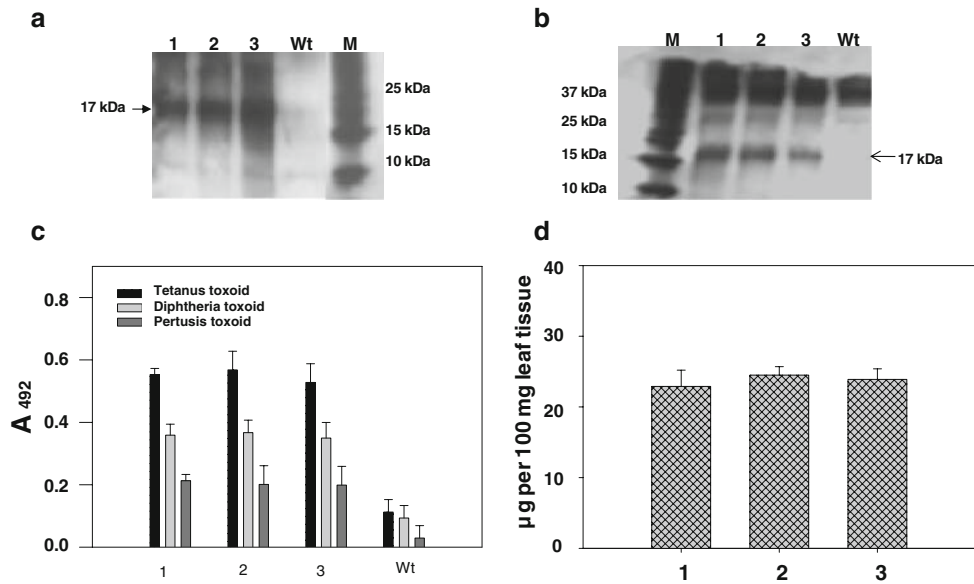 a
1 2 3 Wt M
25 kDa
17 kDa
15 kDa
10 kDa
b
M 1 2 3 Wt
37 kDa
25 kDa
15 kDa
17 kDa
10 kDa
c
0.8
0.6
0.4
0.2
0.0
A 492
Tetanus toxoid
Diphtheria toxoid
Pertusis toxoid
1 2 3 Wt
d
40
30
20
10
0
µg per 100 mg leaf tissue
1 2 3